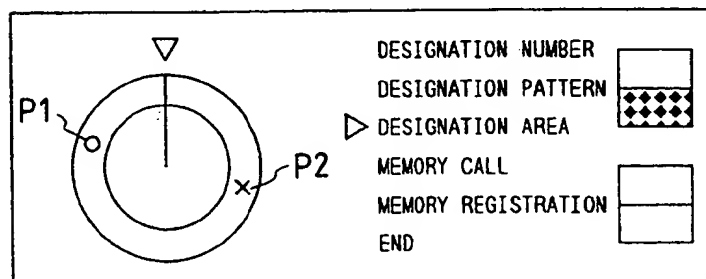 P1
P2
DESIGNATION NUMBER
DESIGNATION PATTERN
DESIGNATION AREA
MEMORY CALL
MEMORY REGISTRATION
END